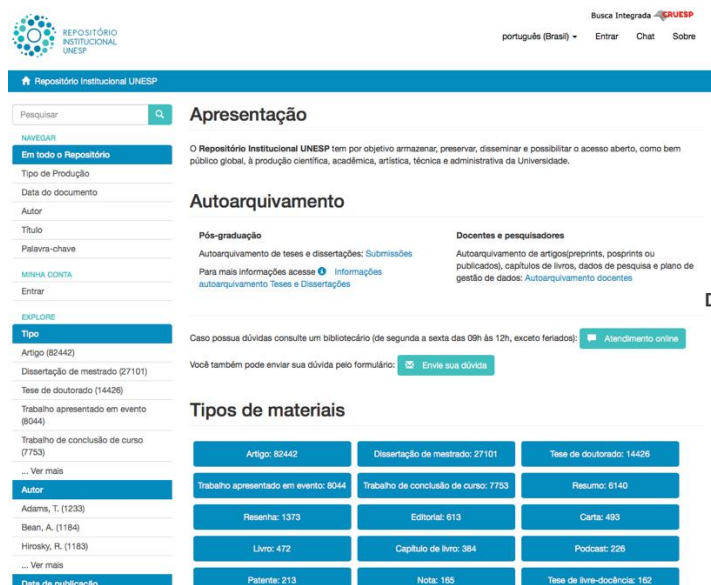 Busca Integrada CRUESP
REPOSITÓRIO
INSTITUCIONAL
UNESP
português (Brasil) Entrar Chat Sobre
Repositório Institucional UNESP
Pesquisar
NAVEGAR
Em todo o Repositório
Tipo de Produção
Data do documento
Autor
Título
Palavra-chave
MINHA CONTA
Entrar
EXPLORE
Tipo
Artigo (82442)
Dissertação de mestrado (27101)
Tese de doutorado (14426)
Trabalho apresentado em evento
(8044)
Trabalho de conclusão de curso
(7753)
... Ver mais
Autor
Adams, T. (1233)
Bean, A. (1184)
Hirosky, R. (1183)
... Ver mais
Data de publicação
Apresentação
O Repositório Institucional UNESP tem por objetivo armazenar, preservar, disseminar e possibilitar o acesso aberto, como bem
público global, à produção científica, acadêmica, artística, técnica e administrativa da Universidade.
Autoarquivamento
Pós-graduação
Autoarquivamento de teses e dissertações: Submissões
Para mais informações acesse Informações
autoarquivamento Teses e Dissertações
Docentes e pesquisadores
Autoarquivamento de artigos(preprints, posprints ou
publicados), capítulos de livros, dados de pesquisa e plano de
gestão de dados: Autoarquivamento docentes
D
Caso possua dúvidas consulte um bibliotecário (de segunda a sexta das 09h às 12h, exceto feriados): Atendimento online
Você também pode enviar sua dúvida pelo formulário: Envie sua dúvida
Tipos de materiais
Artigo: 82442 Dissertação de mestrado: 27101 Tese de doutorado: 14426
Trabalho apresentado em evento: 8044 Trabalho de conclusão de curso: 7753 Resumo: 6140
Resenha: 1373 Editorial: 613 Carta: 493
Livro: 472 Capítulo de livro: 384 Podcast: 226
Patente: 213 Nota: 165 Tese de livre-docência: 162